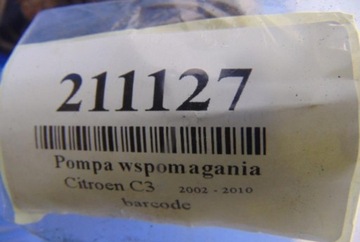 211127
Pompa wspomagania
Citroen C3 2002 - 2010
barcode